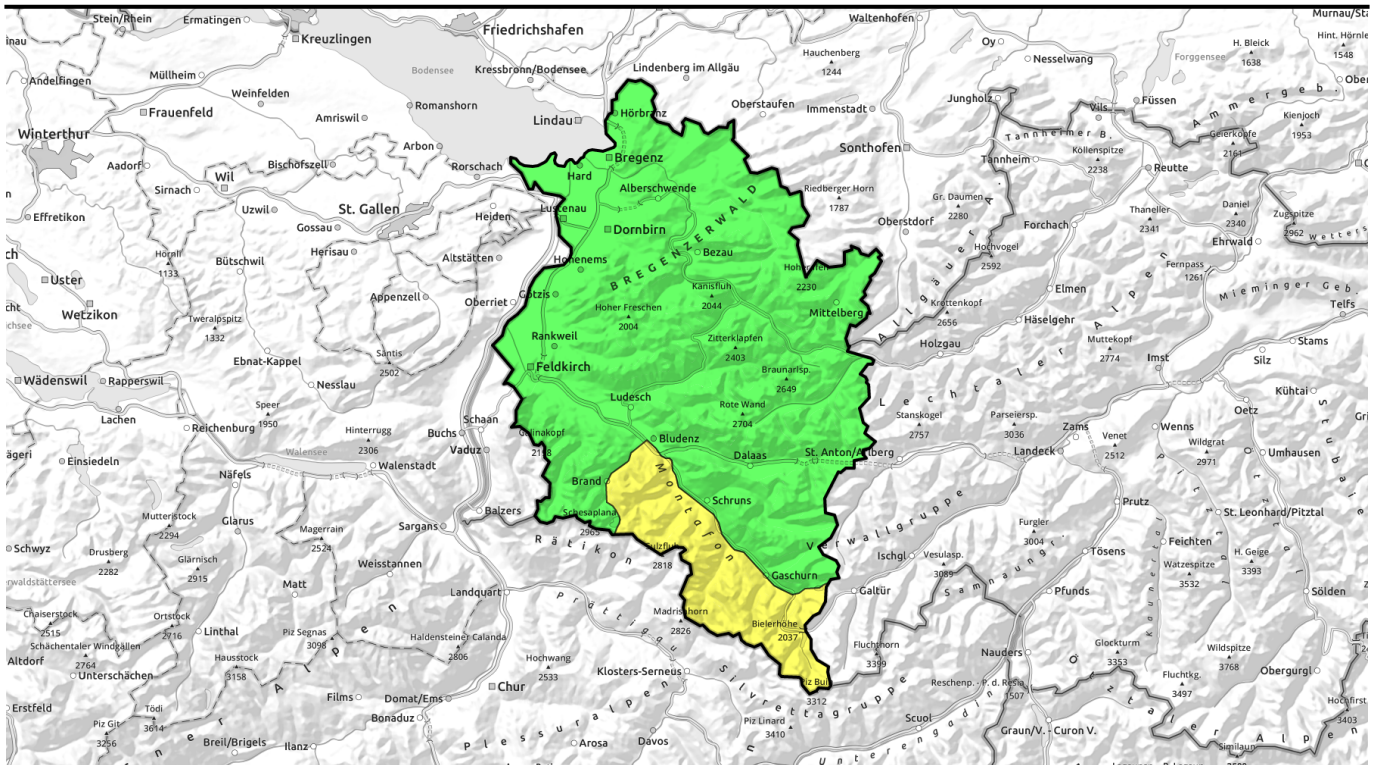 Stein/Rhein
Ermatingen
Kreuzlingen
Friedrichshafen
Waltenhofen
Hauchenberg
1244
Oy
Nesselwang
Forggensee
H. Bleick
1638
Hint. Hörnle
1548
Andelfingen
Müllheim
Weinfelden
Bodensee
Kressbronn/Bodensee
Lindenberg im Allgäu
Oberstaufen
Immenstadt
Jungholz
Vils
Füssen
Ammergeb.
Kienjoch
1953
Frauenfeld
Romanshorn
Amriswil
Lindau
Hörbranz
Winterthur
Aadorf
Wil
Bischofszell
Arbon
Rorschach
Bregenz
Hard
Sonthofen
Tannheimer B.
Köllenspitze
2238
Tannheim
Geierköpfe
2161
Reutte
Sirnach
Effretikon
Uzwil
St. Gallen
Gossau
Heiden
Lustenau
Alberschwende
Dornbirn
Riedberger Horn
1787
Oberstdorf
Gr. Daumen
2280
Forchach
Thaneller
2341
Daniel
2340
Zugspitze
2962
Ehrwald
Hörnli
1133
Bütschwil
Herisau
Altstätten
Hohenems
BREGENZERWALD
Bezau
Hochvogel
2592
Allgäuer A.
Fernpass
1261
Uster
Wetzikon
Appenzell
Oberriet
Götzis
Kanisfluh
2044
Hoher Freschen
2004
2230
Mittelberg
Krottenkopf
2656
Elmen
Mieminger Geb.
Telfs
Tweralpspitz
1332
Ebnat-Kappel
Säntis
2502
Rankweil
Zitterklapfen
2403
Häselgehr
Holzgau
Muttekopf
2774
Imst
Stams
Silz
Wädenswil
Rapperswil
Nesslau
Feldkirch
Braunarlsp.
2649
Lechtaler Alpen
Kühtai
Lachen
Speer
1950
Ludesch
Rote Wand
2704
Stanskogel
2757
Parseiersp.
3036
Oetz
Reichenburg
Hinterrugg
2306
Schaan
Buchs
Vaduz
Bludenz
Zams
Venet
2512
Wenns
Wildgrat
2971
Einsiedeln
Walensee
Walenstadt
Dalaas
St. Anton/Arlberg
Landeck
Umhausen
Näfels
Brand
Montafon
Schruns
Prutz
Pitztal
Ötztal
Stubaier
Balzers
Schesaplana
2965
Mutteristock
2294
Glarus
Magerrain
2524
Sargans
Rätikon
Sulzfluh
2818
Verwallgruppe
Furgler
3004
St. Leonhard/Pitztal
Schwyz
Drusberg
2282
Glärnisch
2915
Weisstannen
Ischgl
Vesulasp.
3089
Samnaungr.
Tösens
Feichten
Watzespitze
3532
H. Geige
3393
Matt
Landquart
Gaschurn
Galtür
Pfunds
Kaunertal
Sölden
Chaiserstock
2515
Ortstock
2716
Linthal
Piz Segnas
3098
Haldensteiner Calanda
2806
Prättigau
Madrisahorn
2826
Bielerhöhe
2037
Schächentaler Windgällen
2764
Altdorf
Unterschächen
Hausstock
3158
Hochwang
2533
Klosters-Serneus
Fluchthorn
3399
Nauders
Glockturm
3353
Wildspitze
3768
Obergurgl
Fluchtkg.
3497
Chur
Films
Domat/Ems
Bonaduz
Silvrettagruppe
3312
Reschenp. - P. d. Resia
1507
Erstfeld
Tödi
3614
Piz Linard
3410
Scuol
Graun/V. - Curon V.
Ötztaler Alpen
Hochfirst
3403
3256
Breil/Brigels
Ilanz
Plessuralpen
Arosa
Davos
Unterengadin
Similaun